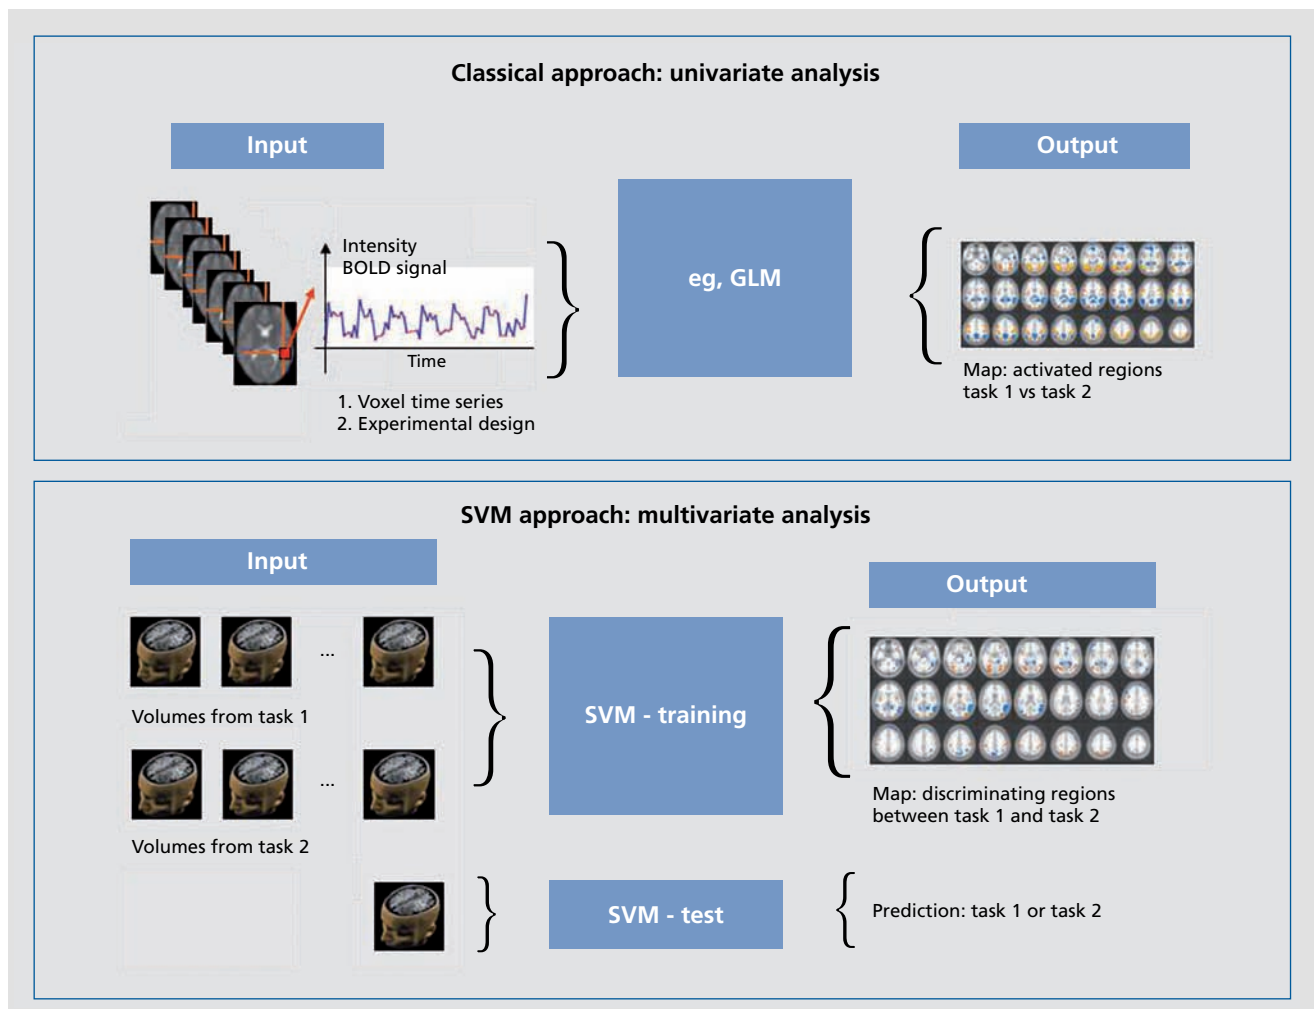 Classical approach: univariate analysis
Input
Output
Intensity
BOLD signal
Time
1. Voxel time series
2. Experimental design
eg, GLM
Map: activated regions
task 1 vs task 2
SVM approach: multivariate analysis
Input
Output
...
Volumes from task 1
...
Volumes from task 2
SVM - training
Map: discriminating regions
between task 1 and task 2
SVM - test
Prediction: task 1 or task 2